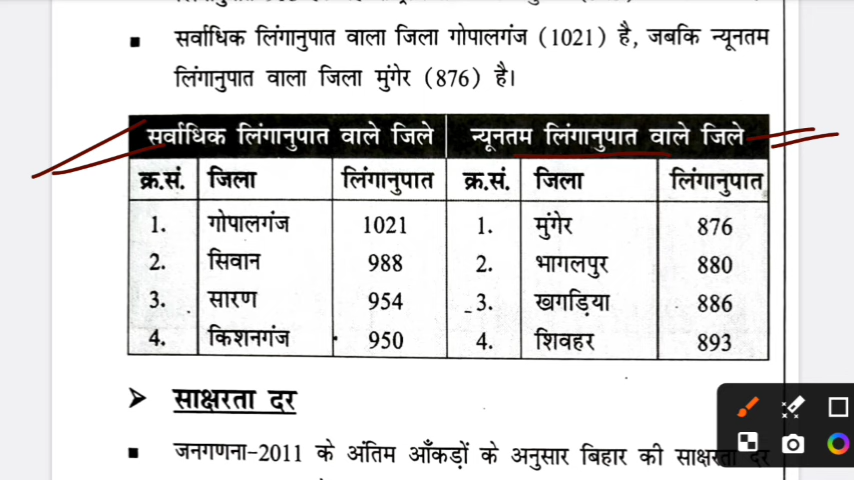 सर्वाधिक लिंगानुपात वाला जिला गोपालगंज (1021) है, जबकि न्यूनतम
लिंगानुपात वाला जिला मुंगेर (876) है।
सर्वाधिक लिंगानुपात वाले जिले न्यूनतम लिंगानुपात वाले जिले
क्र.सं. जिला लिंगानुपात क्र.सं. जिला लिंगानुपात
1. गोपालगंज 1021 1. मुंगेर 876
2. सिवान 988 2. भागलपुर 880
3. सारण 954 3. खगड़िया 886
4. किशनगंज 950 4. शिवहर 893
साक्षरता दर
जनगणना-2011 के अंतिम आँकड़ों के अनुसार बिहार की साक्षरता दर